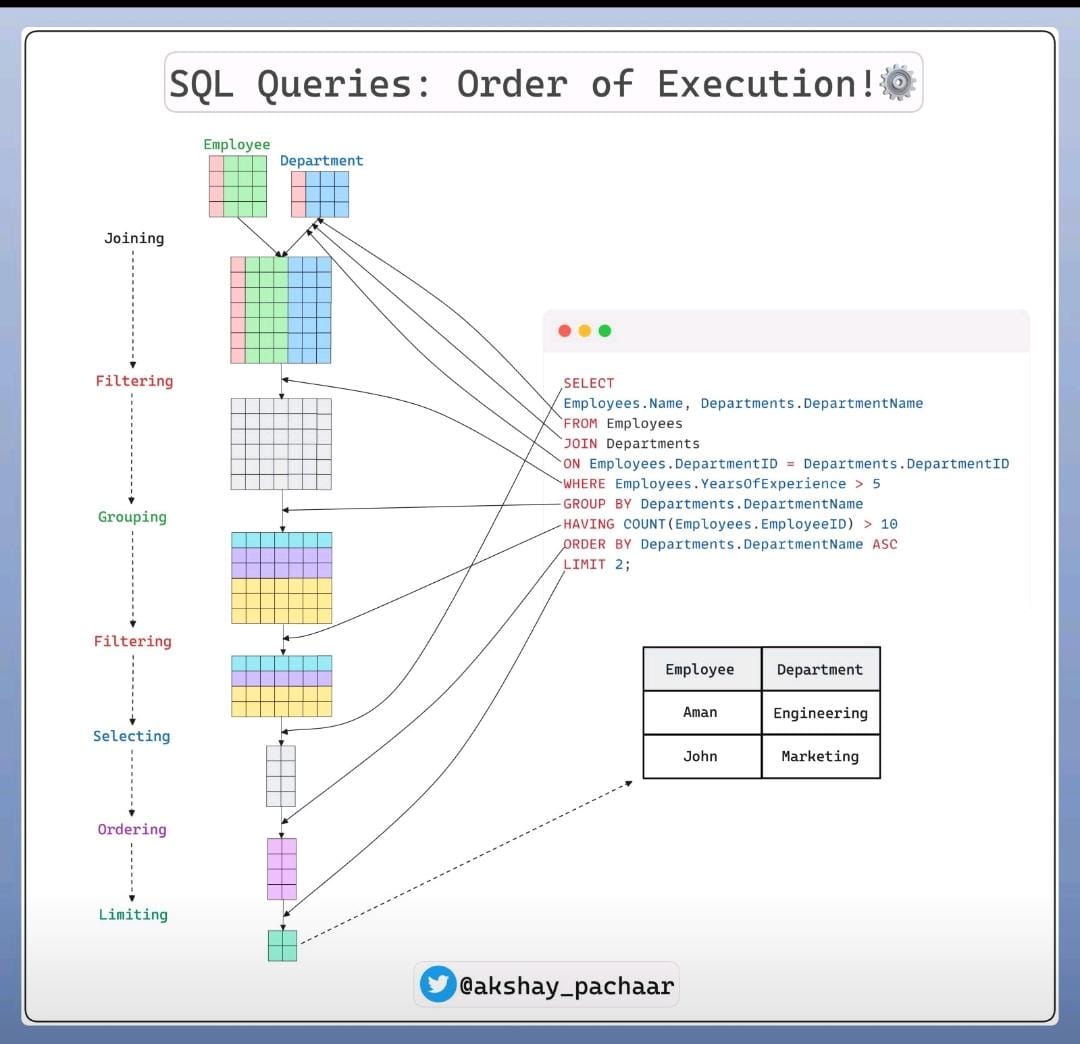 SQL Queries: Order of Execution!
Employee
Department
Joining
Filtering
Grouping
Filtering
Selecting
Ordering
Limiting
SELECT
Employees.Name, Departments.DepartmentName
FROM Employees
JOIN Departments
ON Employees.DepartmentID = Departments.DepartmentID
WHERE Employees.YearsOfExperience > 5
GROUP BY Departments.DepartmentName
HAVING COUNT(Employees.EmployeeID) > 10
ORDER BY Departments.DepartmentName ASC
LIMIT 2;
Employee Department
Aman Engineering
John Marketing
@akshay_pachaar